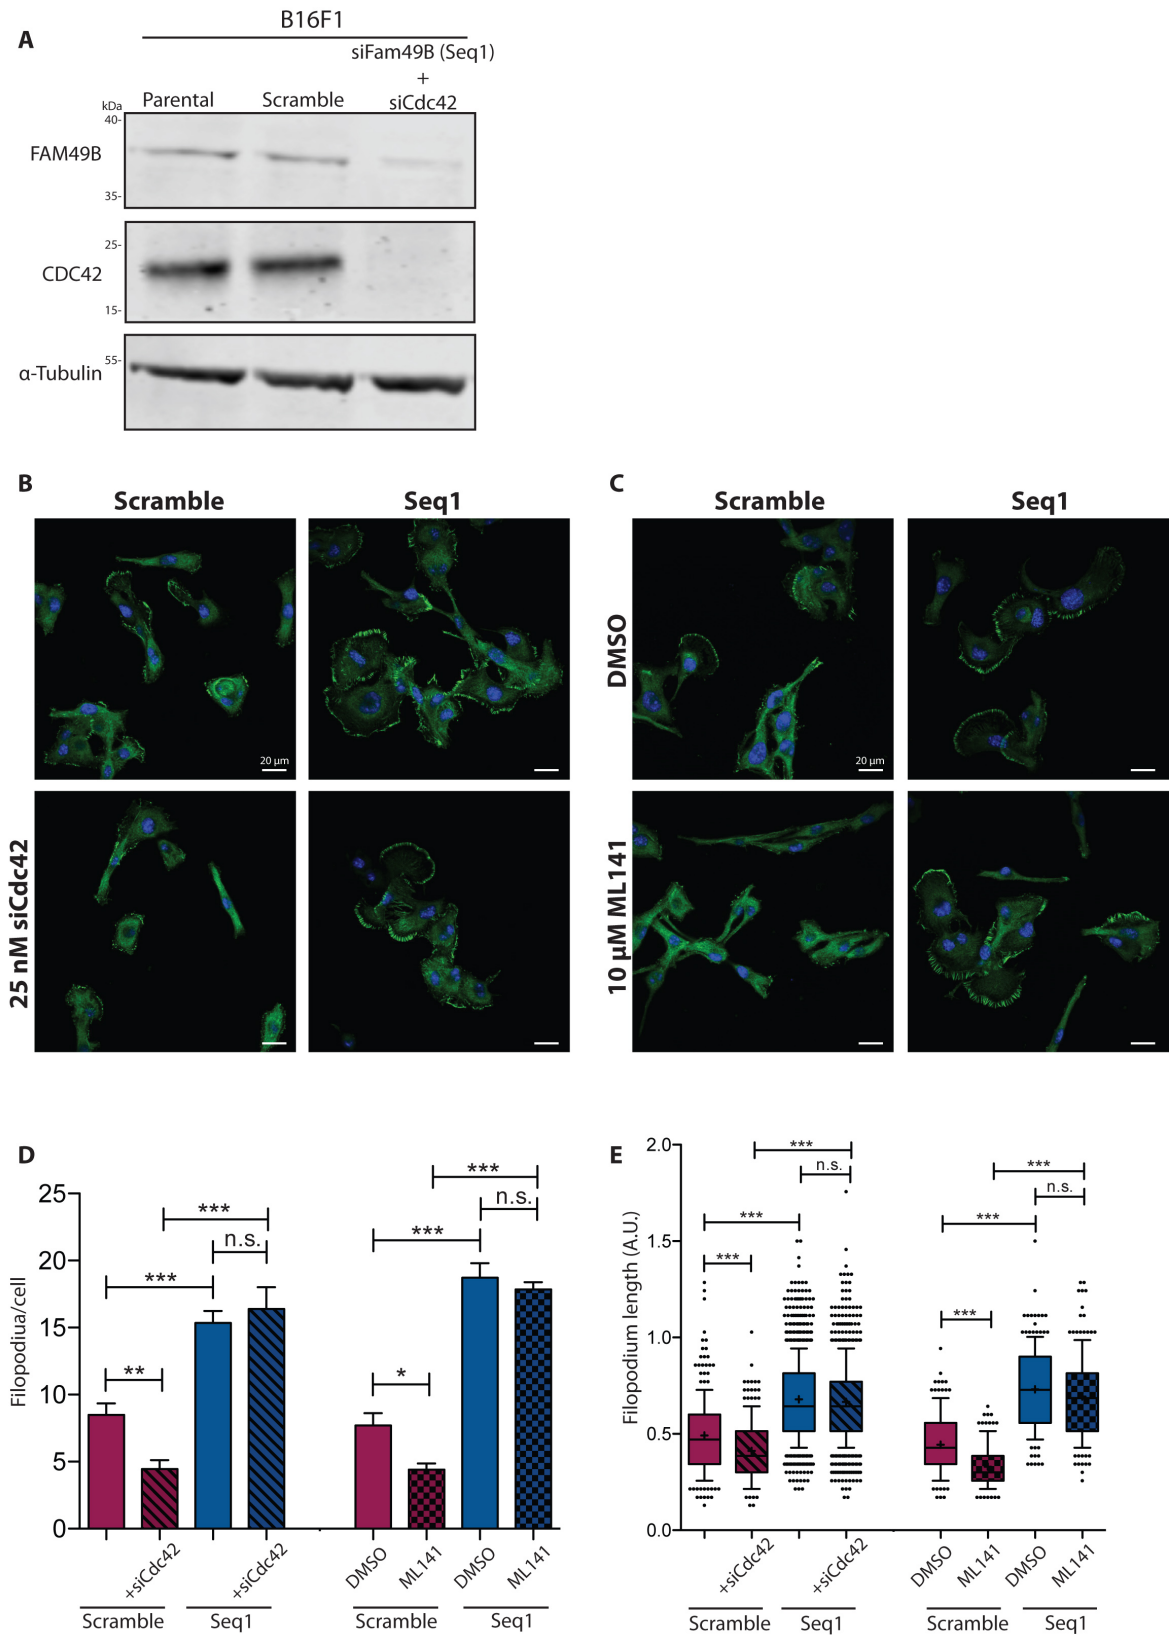 A
B16F1
siFam49B (Seq1)
+
siCdc42
Parental
Scramble
kDa
40-
FAM49B
35-
25-
CDC42
15-
55-
α-Tubulin
B
Scramble
Seq1
20 µm
25 nM siCdc42
C
Scramble
Seq1
DMSO
20 µm
10 µM ML141
D
Filopodiua/cell
25
20
15
10
5
0
***
**
***
n.s.
***
*
***
n.s.
+siCdc42
+siCdc42
DMSO
ML141
DMSO
ML141
Scramble
Seq1
Scramble
Seq1
E
Filopodium length (A.U.)
2.0
1.5
1.0
0.5
0.0
***
n.s.
***
***
***
n.s.
***
***
+siCdc42
+siCdc42
DMSO
ML141
DMSO
ML141
Scramble
Seq1
Scramble
Seq1